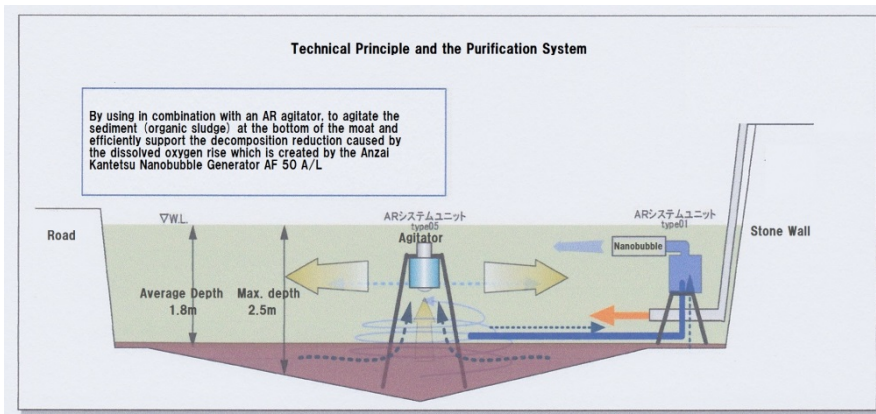 Technical Principle and the Purification System
By using in combination with an AR agitator, to agitate the
sediment (organic sludge) at the bottom of the moat and
efficiently support the decomposition reduction caused by
the dissolved oxygen rise which is created by the Anzai
Kantetsu Nanobubble Generator AF 50 A/L
▽W.L.
ARシステムユニット
type05
Agitator
ARシステムユニット
type01
Road
Nanobubble
Stone Wall
Average Depth
1.8m
Max. depth
2.5m